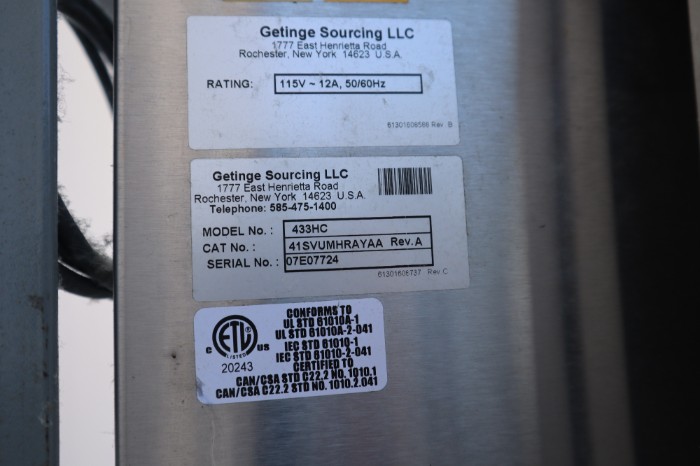 Getinge Sourcing LLC
1777 East Henrietta Road
Rochester, New York 14623 U.S.A.
RATING: 115V ~ 12A, 50/60Hz
61301608586 Rev. B
Getinge Sourcing LLC
1777 East Henrietta Road
Rochester, New York 14623 U.S.A.
Telephone: 585-475-1400
MODEL No.: 433HC
CAT No.: 41SVUMHRAYAA Rev.A
SERIAL No.: 07E07724
61301608737 Rev C
CONFORMS TO
UL STD 61010A-1
UL STD 61010A-2-041
IEC STD 61010-1
IEC STD 61010-2-041
CERTIFIED TO
CAN/CSA STD C22.2 NO. 1010.1
CAN/CSA C22.2 STD NO. 1010.2.041
C ETL US
LISTED
20243